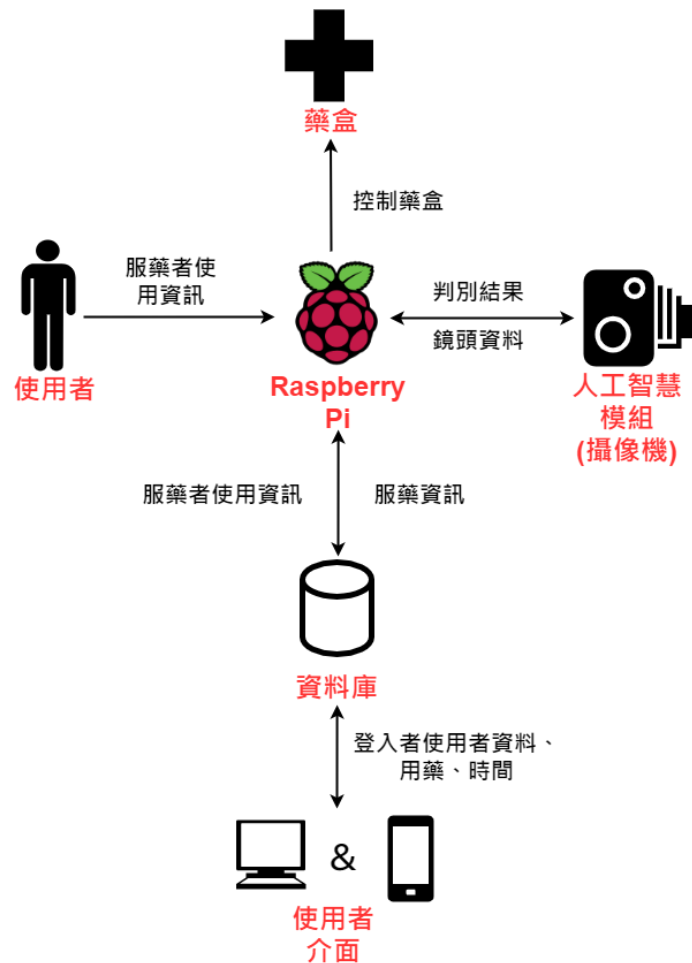 藥盒
控制藥盒
服藥者使
用資訊
判別結果
鏡頭資料
使用者
Raspberry
Pi
人工智慧
模組
(攝像機)
服藥者使用資訊
服藥資訊
資料庫
登入者使用者資料、
用藥、時間
&
使用者
介面